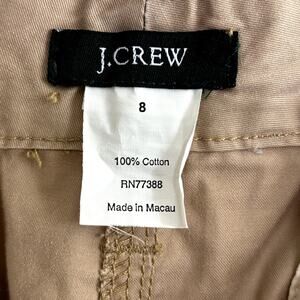 J.CREW
8
100% Cotton
RN77388
Made in Macau